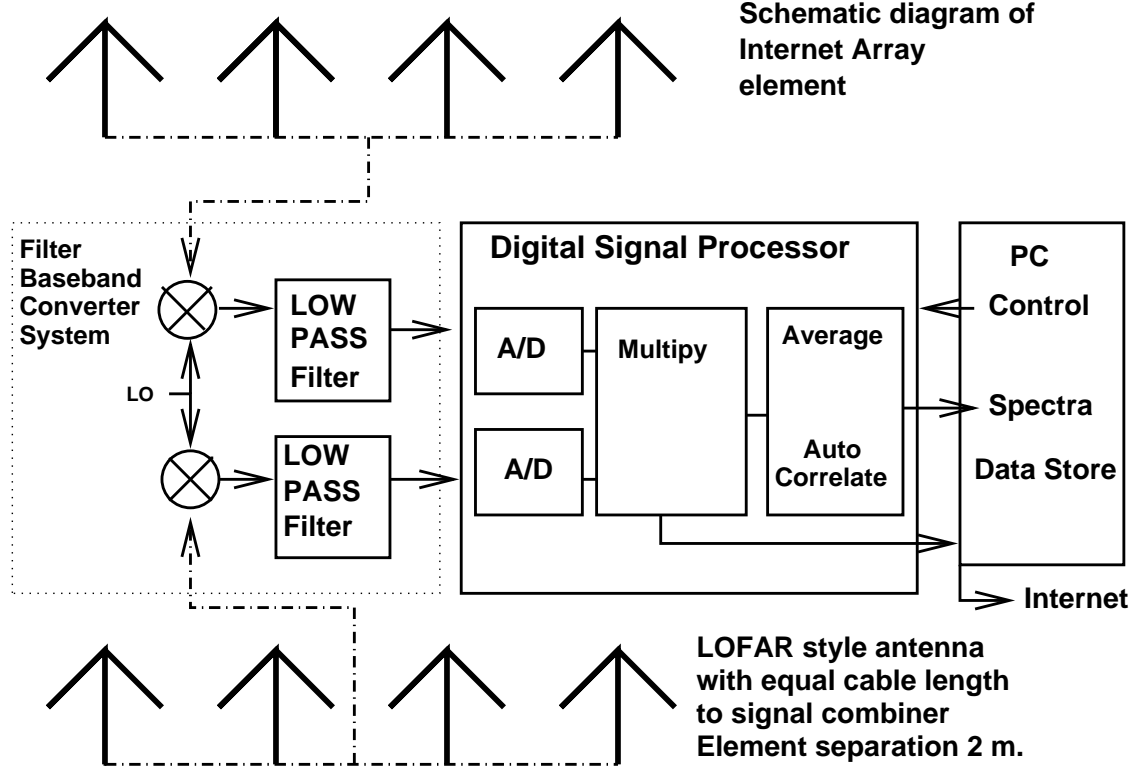 Schematic diagram of
Internet Array
element
Filter
Baseband
Converter
System
LO
LOW
PASS
Filter
LOW
PASS
Filter
Digital Signal Processor
A/D
A/D
Multipy
Average
Auto
Correlate
PC
Control
Spectra
Data Store
Internet
LOFAR style antenna
with equal cable length
to signal combiner
Element separation 2 m.